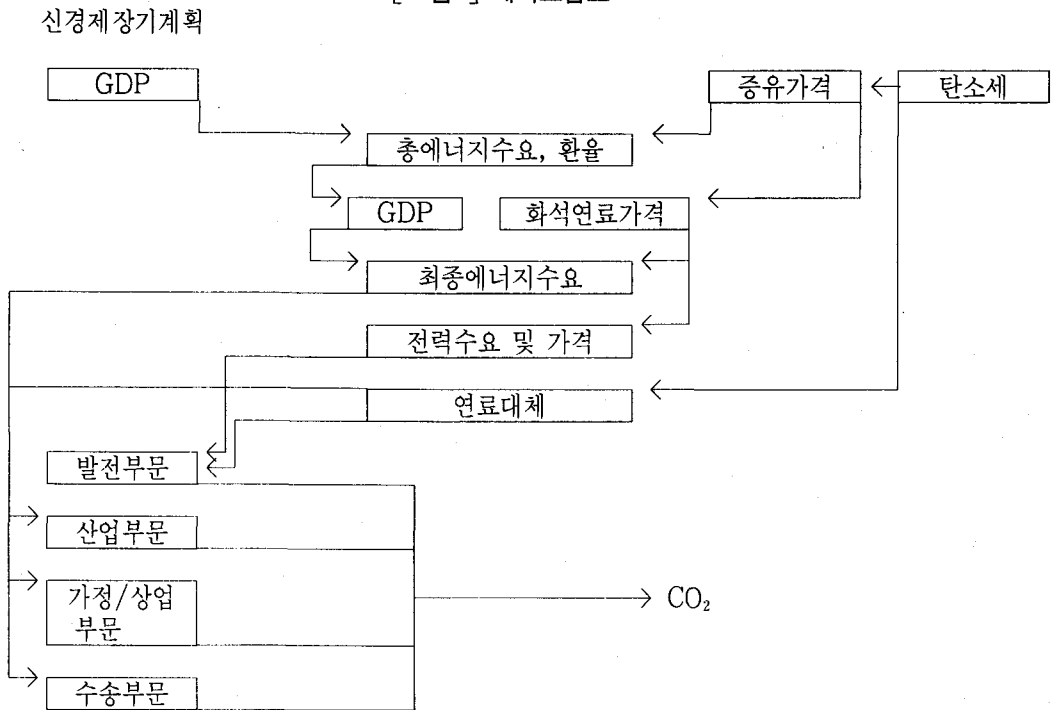 신경제장기계획
GDP
증유가격
탄소세
총에너지수요, 환율
GDP
화석연료가격
최종에너지수요
전력수요 및 가격
연료대체
발전부문
산업부문
가정/상업
부문
CO₂
수송부문